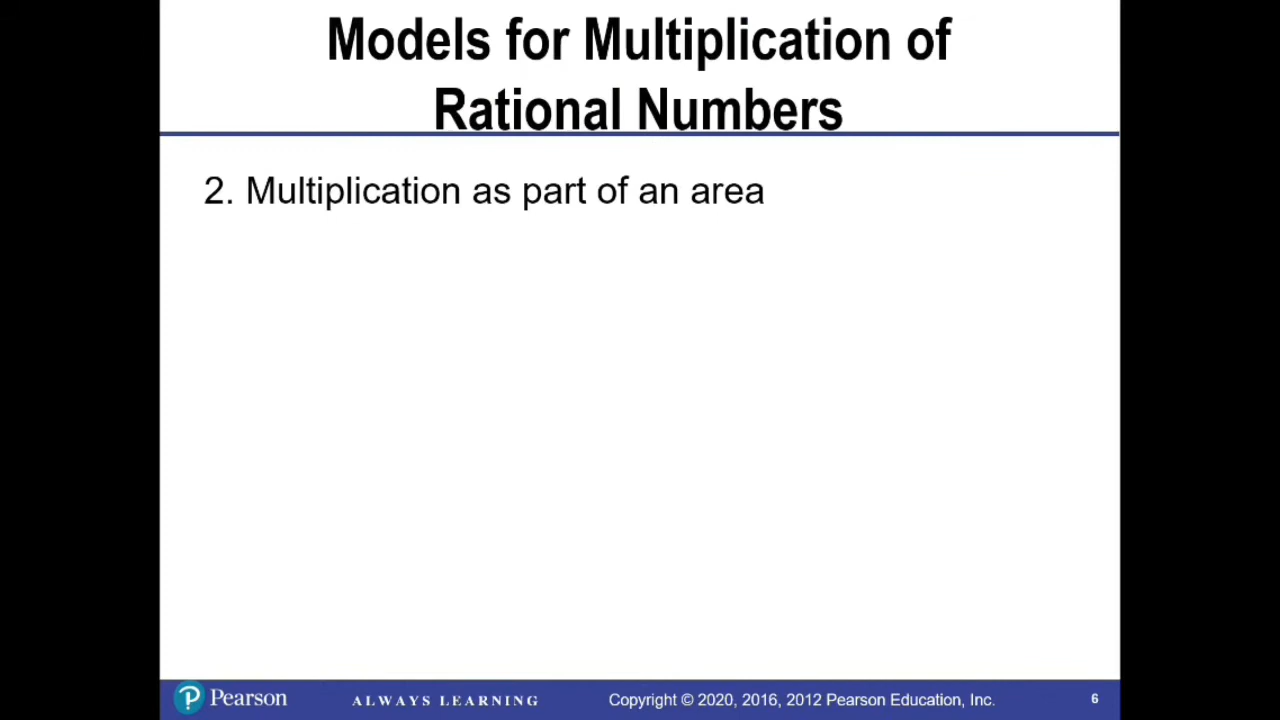 Models for Multiplication of
Rational Numbers
2. Multiplication as part of an area
Pearson
ALWAYS LEARNING
Copyright © 2020, 2016, 2012 Pearson Education, Inc.
6